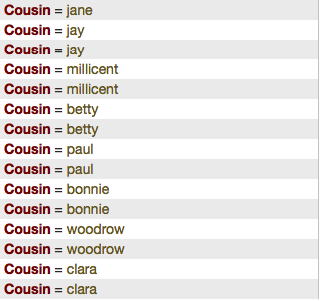 Cousin = jane
Cousin = jay
Cousin = jay
Cousin = millicent
Cousin = millicent
Cousin = betty
Cousin = betty
Cousin = paul
Cousin = paul
Cousin = bonnie
Cousin = bonnie
Cousin = woodrow
Cousin = woodrow
Cousin = clara
Cousin = clara